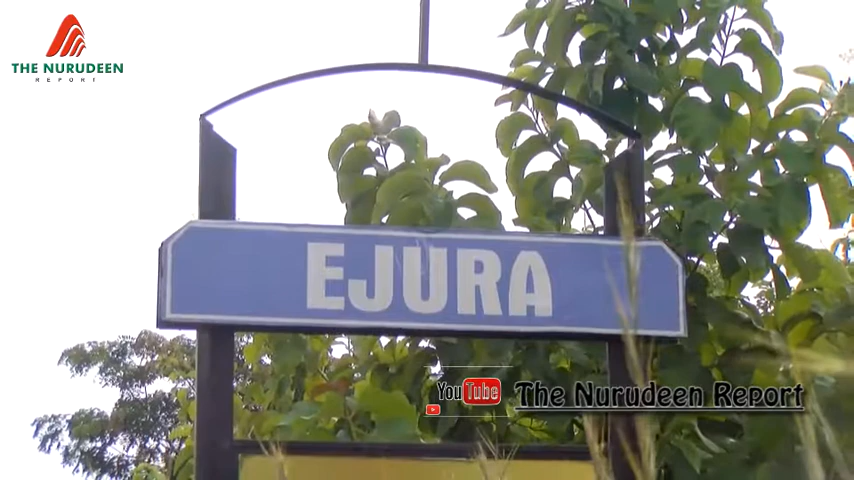 THE NURUDEEN
REPORT
EJURA
YouTube
The Nurudeen Report